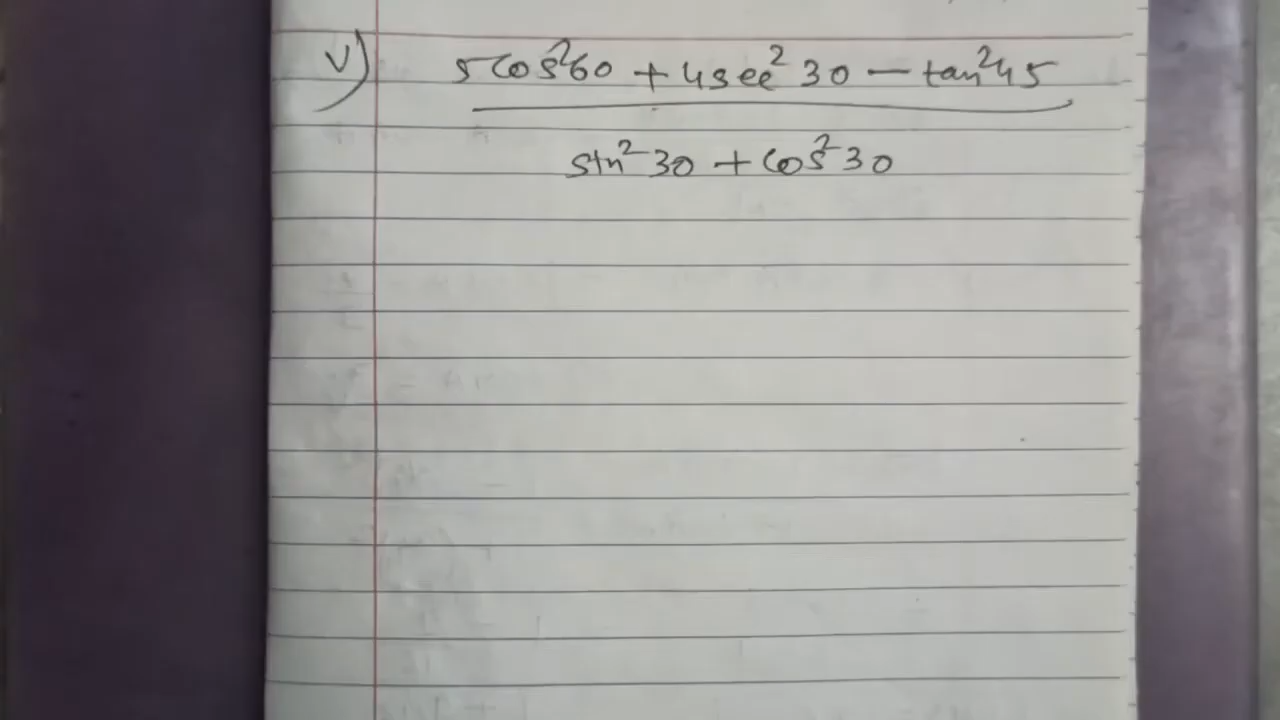 v) 5cos²60 + 4sec²30 − tan²45
sin²30 + cos²30